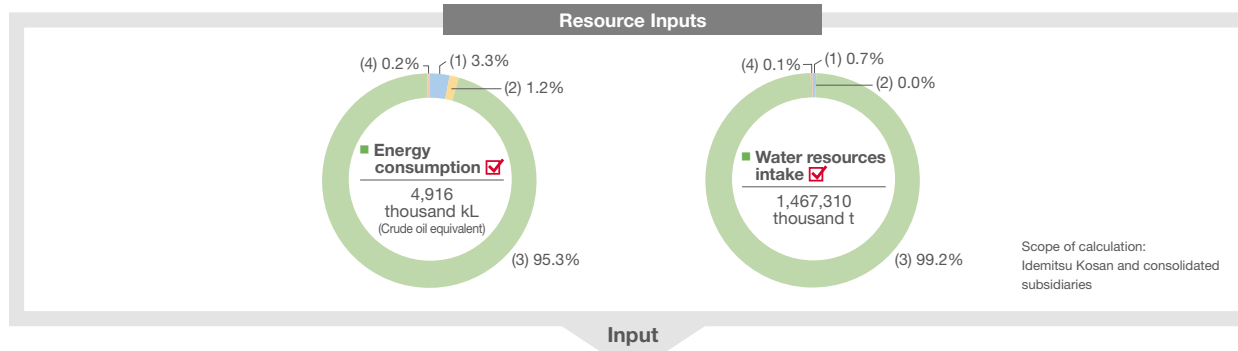 Resource Inputs
(4) 0.2%
(1) 3.3%
(2) 1.2%
Energy
consumption
4,916
thousand kL
(Crude oil equivalent)
(3) 95.3%
(4) 0.1%
(1) 0.7%
(2) 0.0%
Water resources
intake
1,467,310
thousand t
(3) 99.2%
Scope of calculation:
Idemitsu Kosan and consolidated
subsidiaries
Input